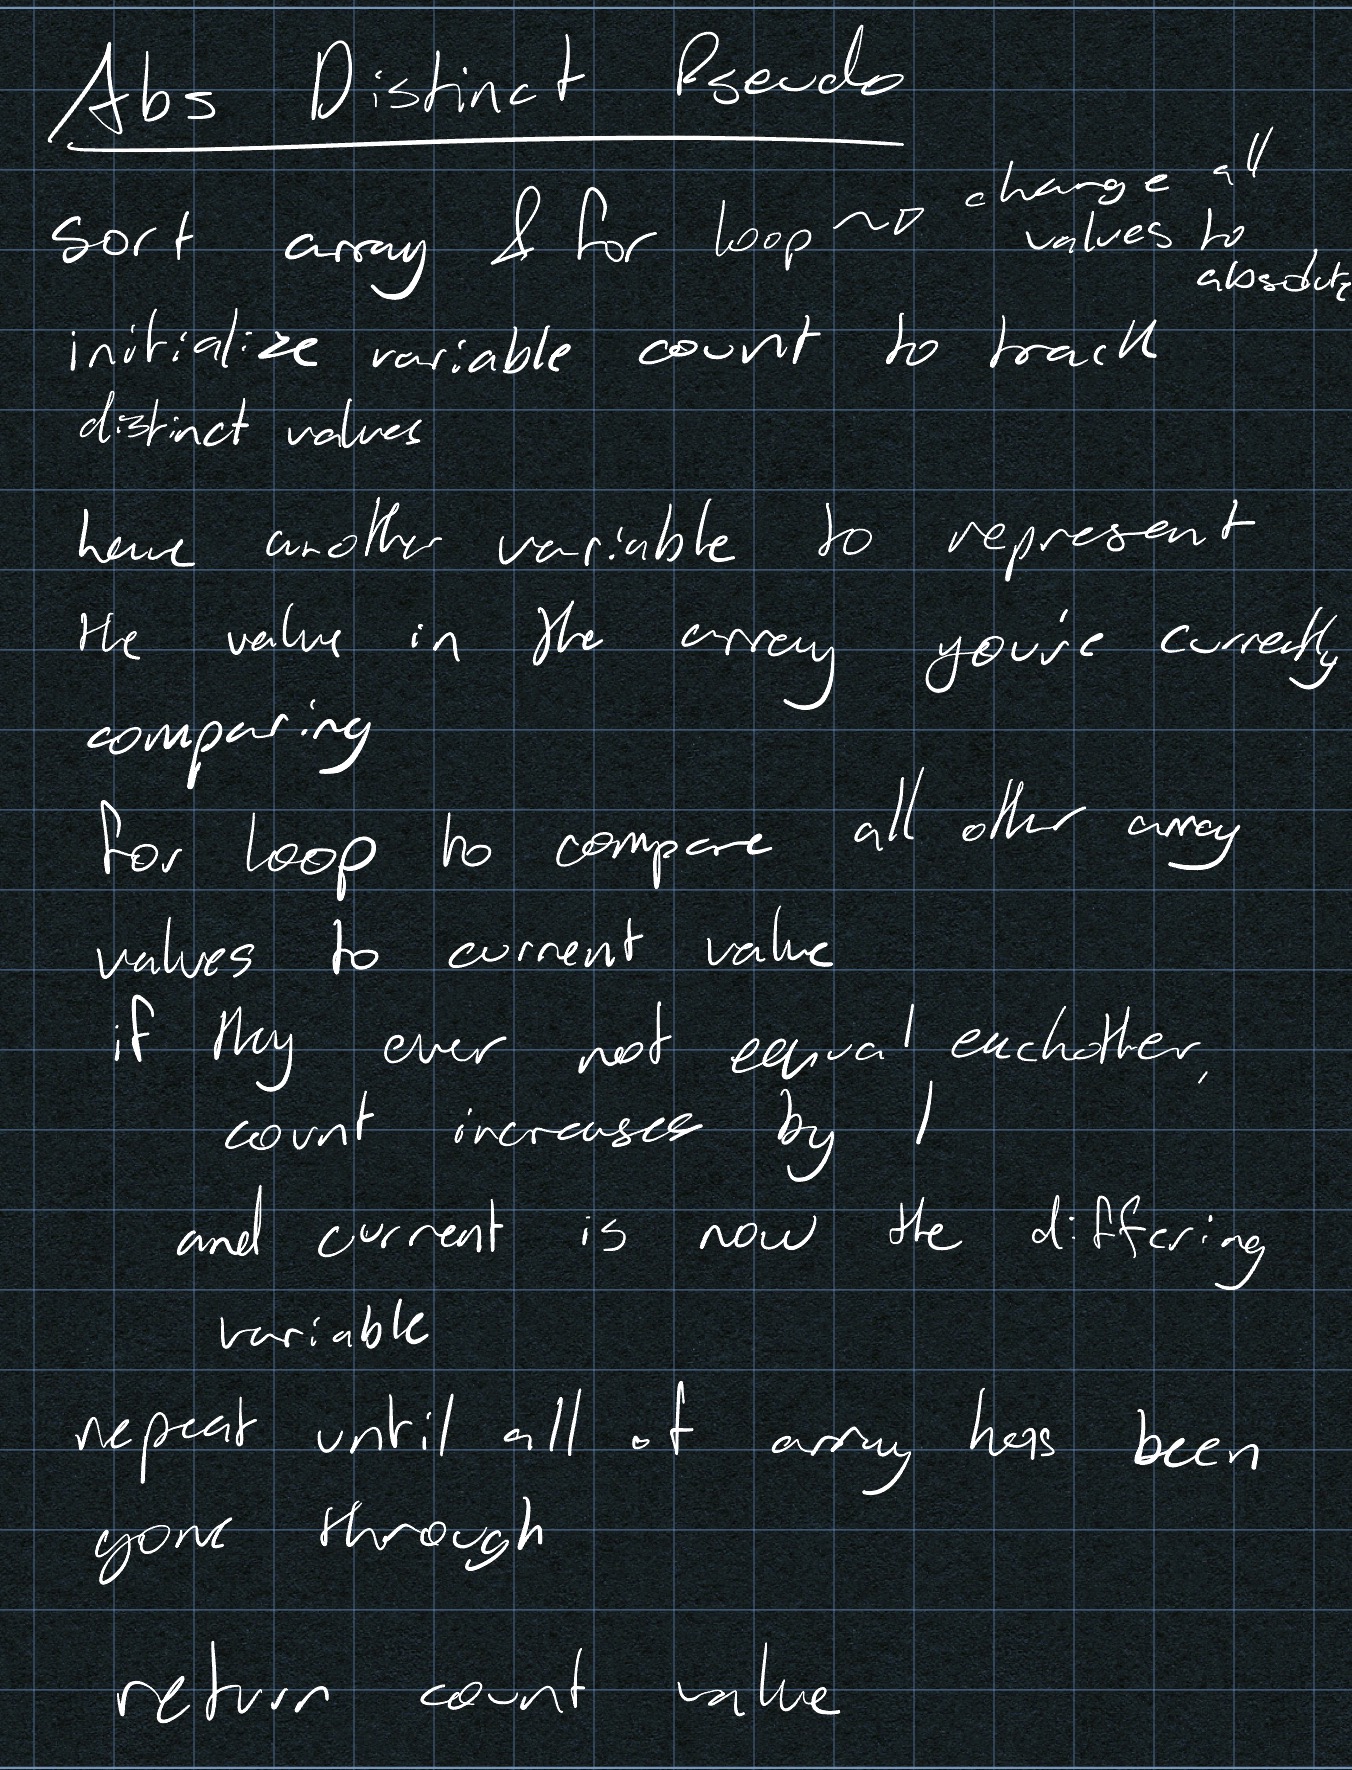 Abs Distinct Pseudo
sort array & for loop ~> change all
values to
absolute
initialize variable count to track
distinct values
have another variable to represent
the value in the array you're currently
comparing
for loop to compare all other array
values to current value
if they ever not eequal eachother,
count increases by 1
and current is now the differing
variable
repeat until all of array has been
gone through
return count value